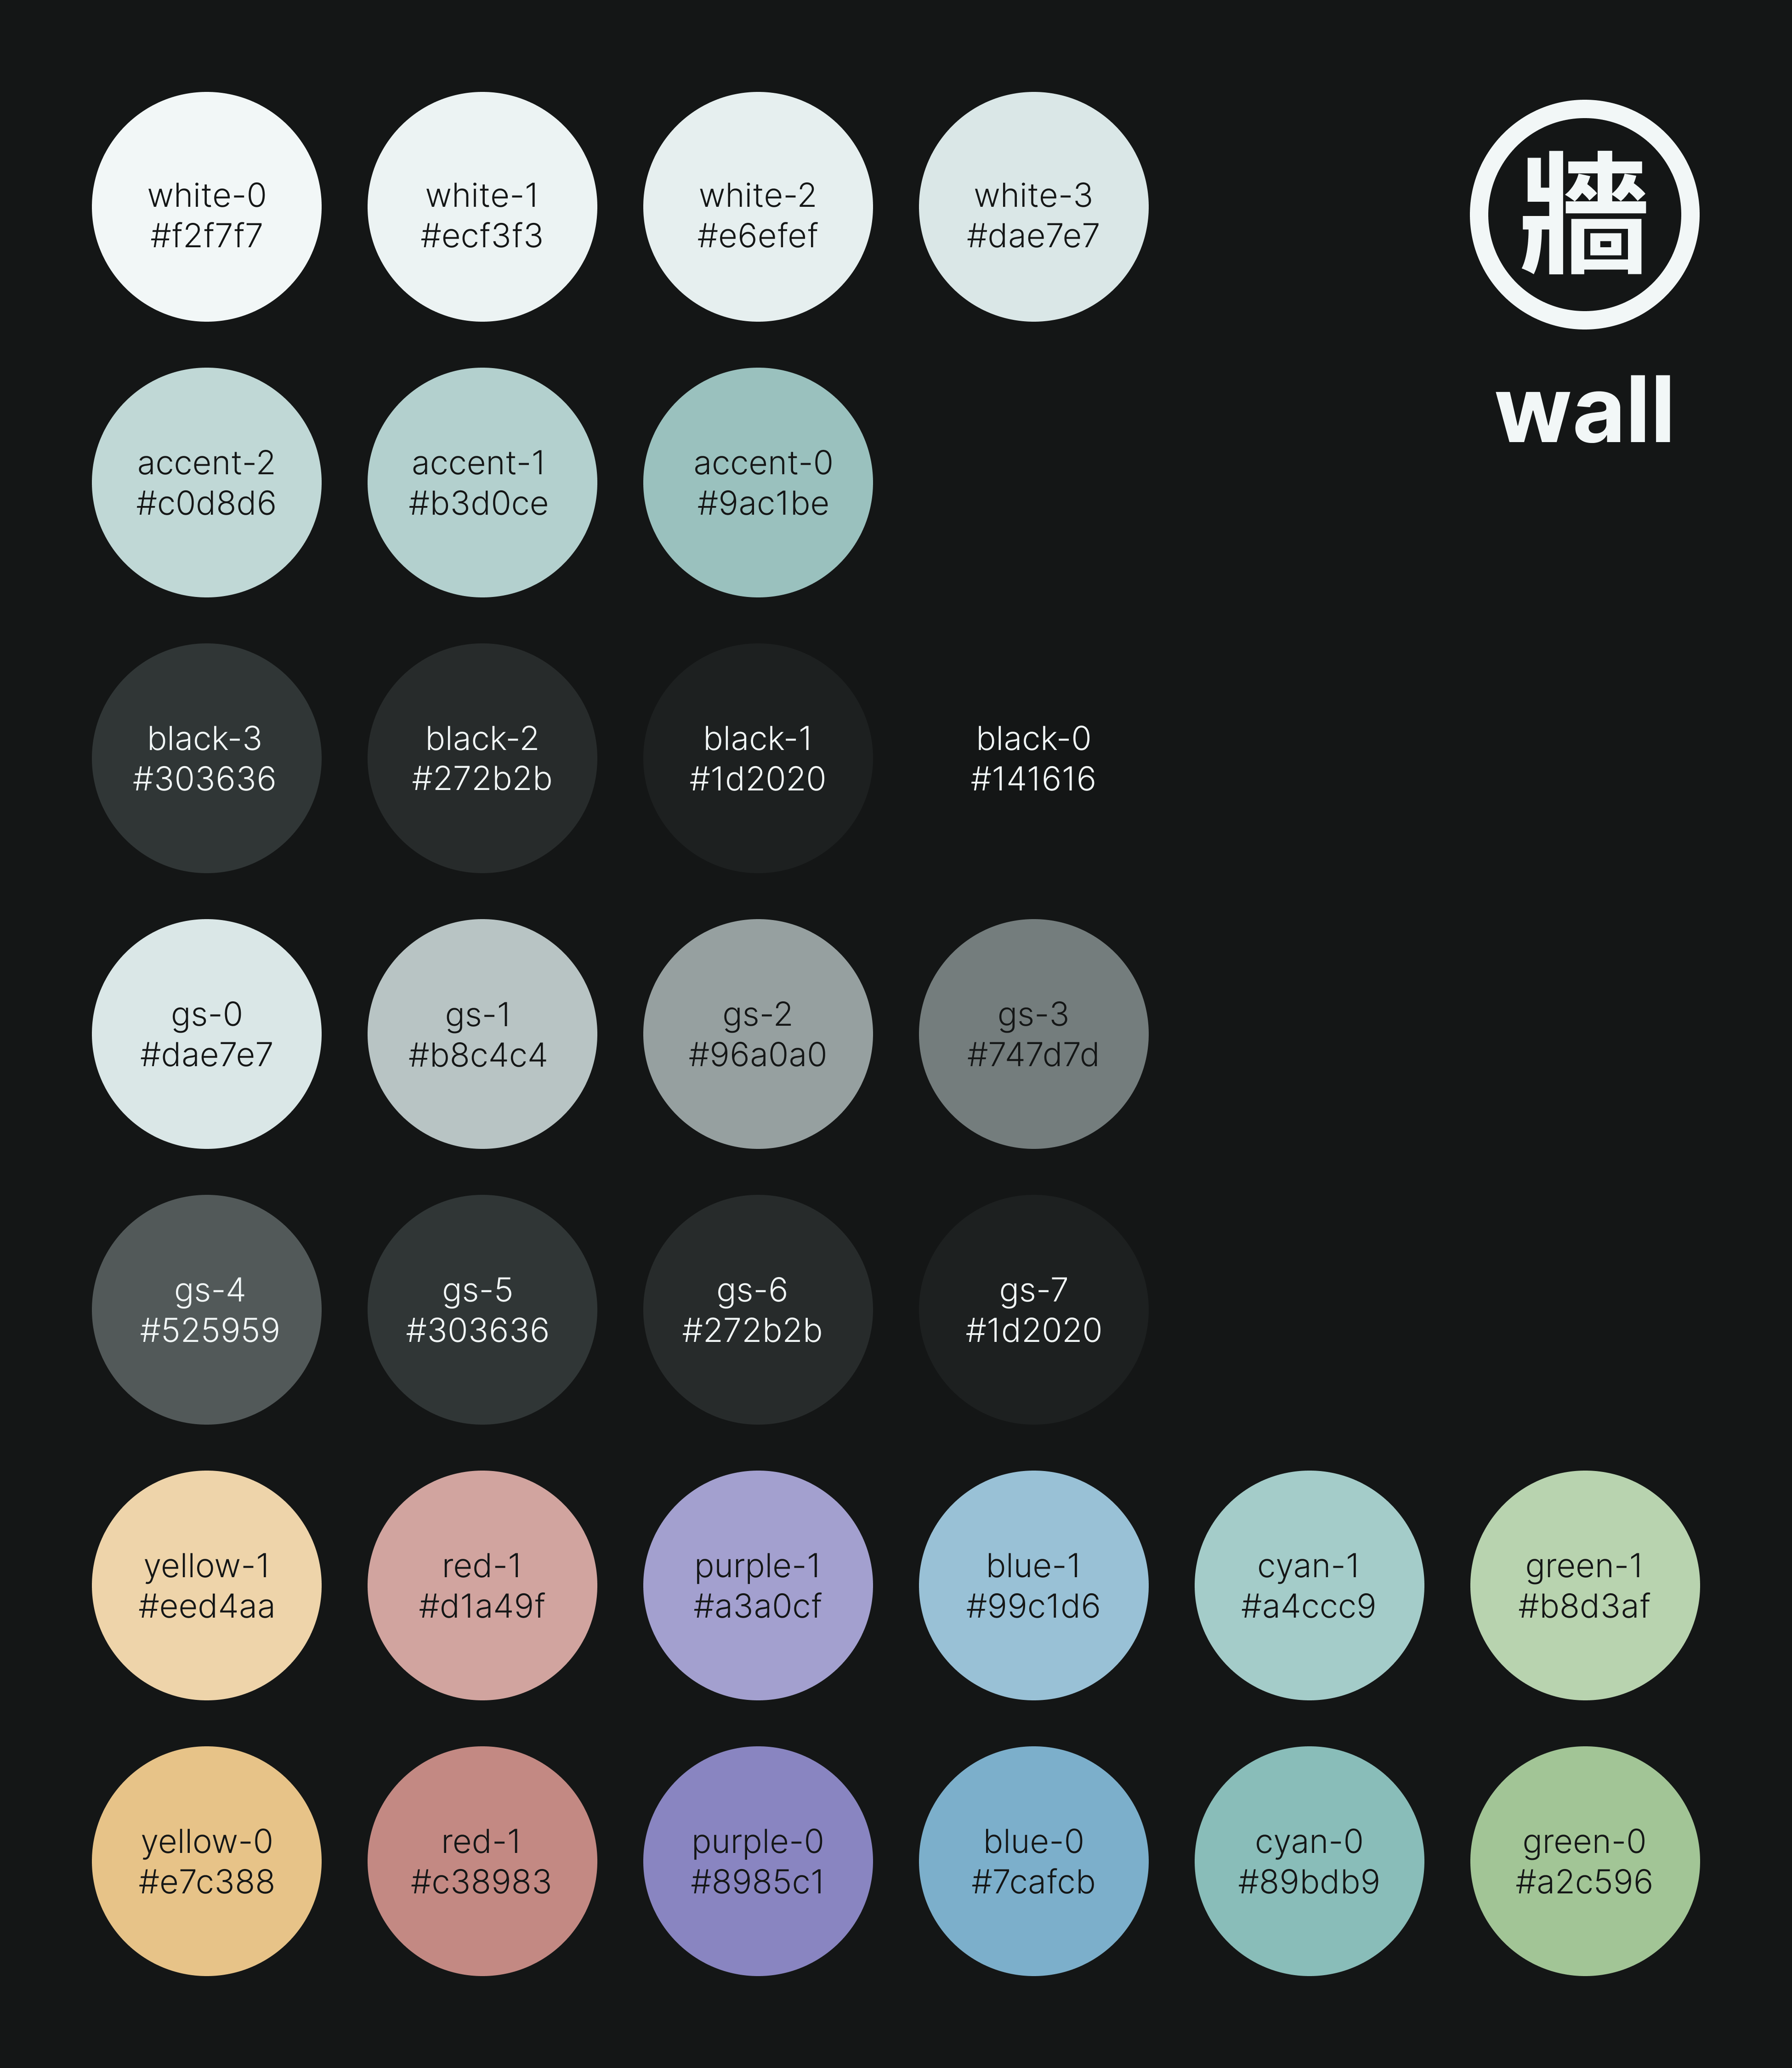 white-0
#f2f7f7
white-1
#ecf3f3
white-2
#e6efef
white-3
#dae7e7
牆
wall
accent-2
#c0d8d6
accent-1
#b3d0ce
accent-0
#9ac1be
black-3
#303636
black-2
#272b2b
black-1
#1d2020
black-0
#141616
gs-0
#dae7e7
gs-1
#b8c4c4
gs-2
#96a0a0
gs-3
#747d7d
gs-4
#525959
gs-5
#303636
gs-6
#272b2b
gs-7
#1d2020
yellow-1
#eed4aa
red-1
#d1a49f
purple-1
#a3a0cf
blue-1
#99c1d6
cyan-1
#a4ccc9
green-1
#b8d3af
yellow-0
#e7c388
red-1
#c38983
purple-0
#8985c1
blue-0
#7cafcb
cyan-0
#89bdb9
green-0
#a2c596